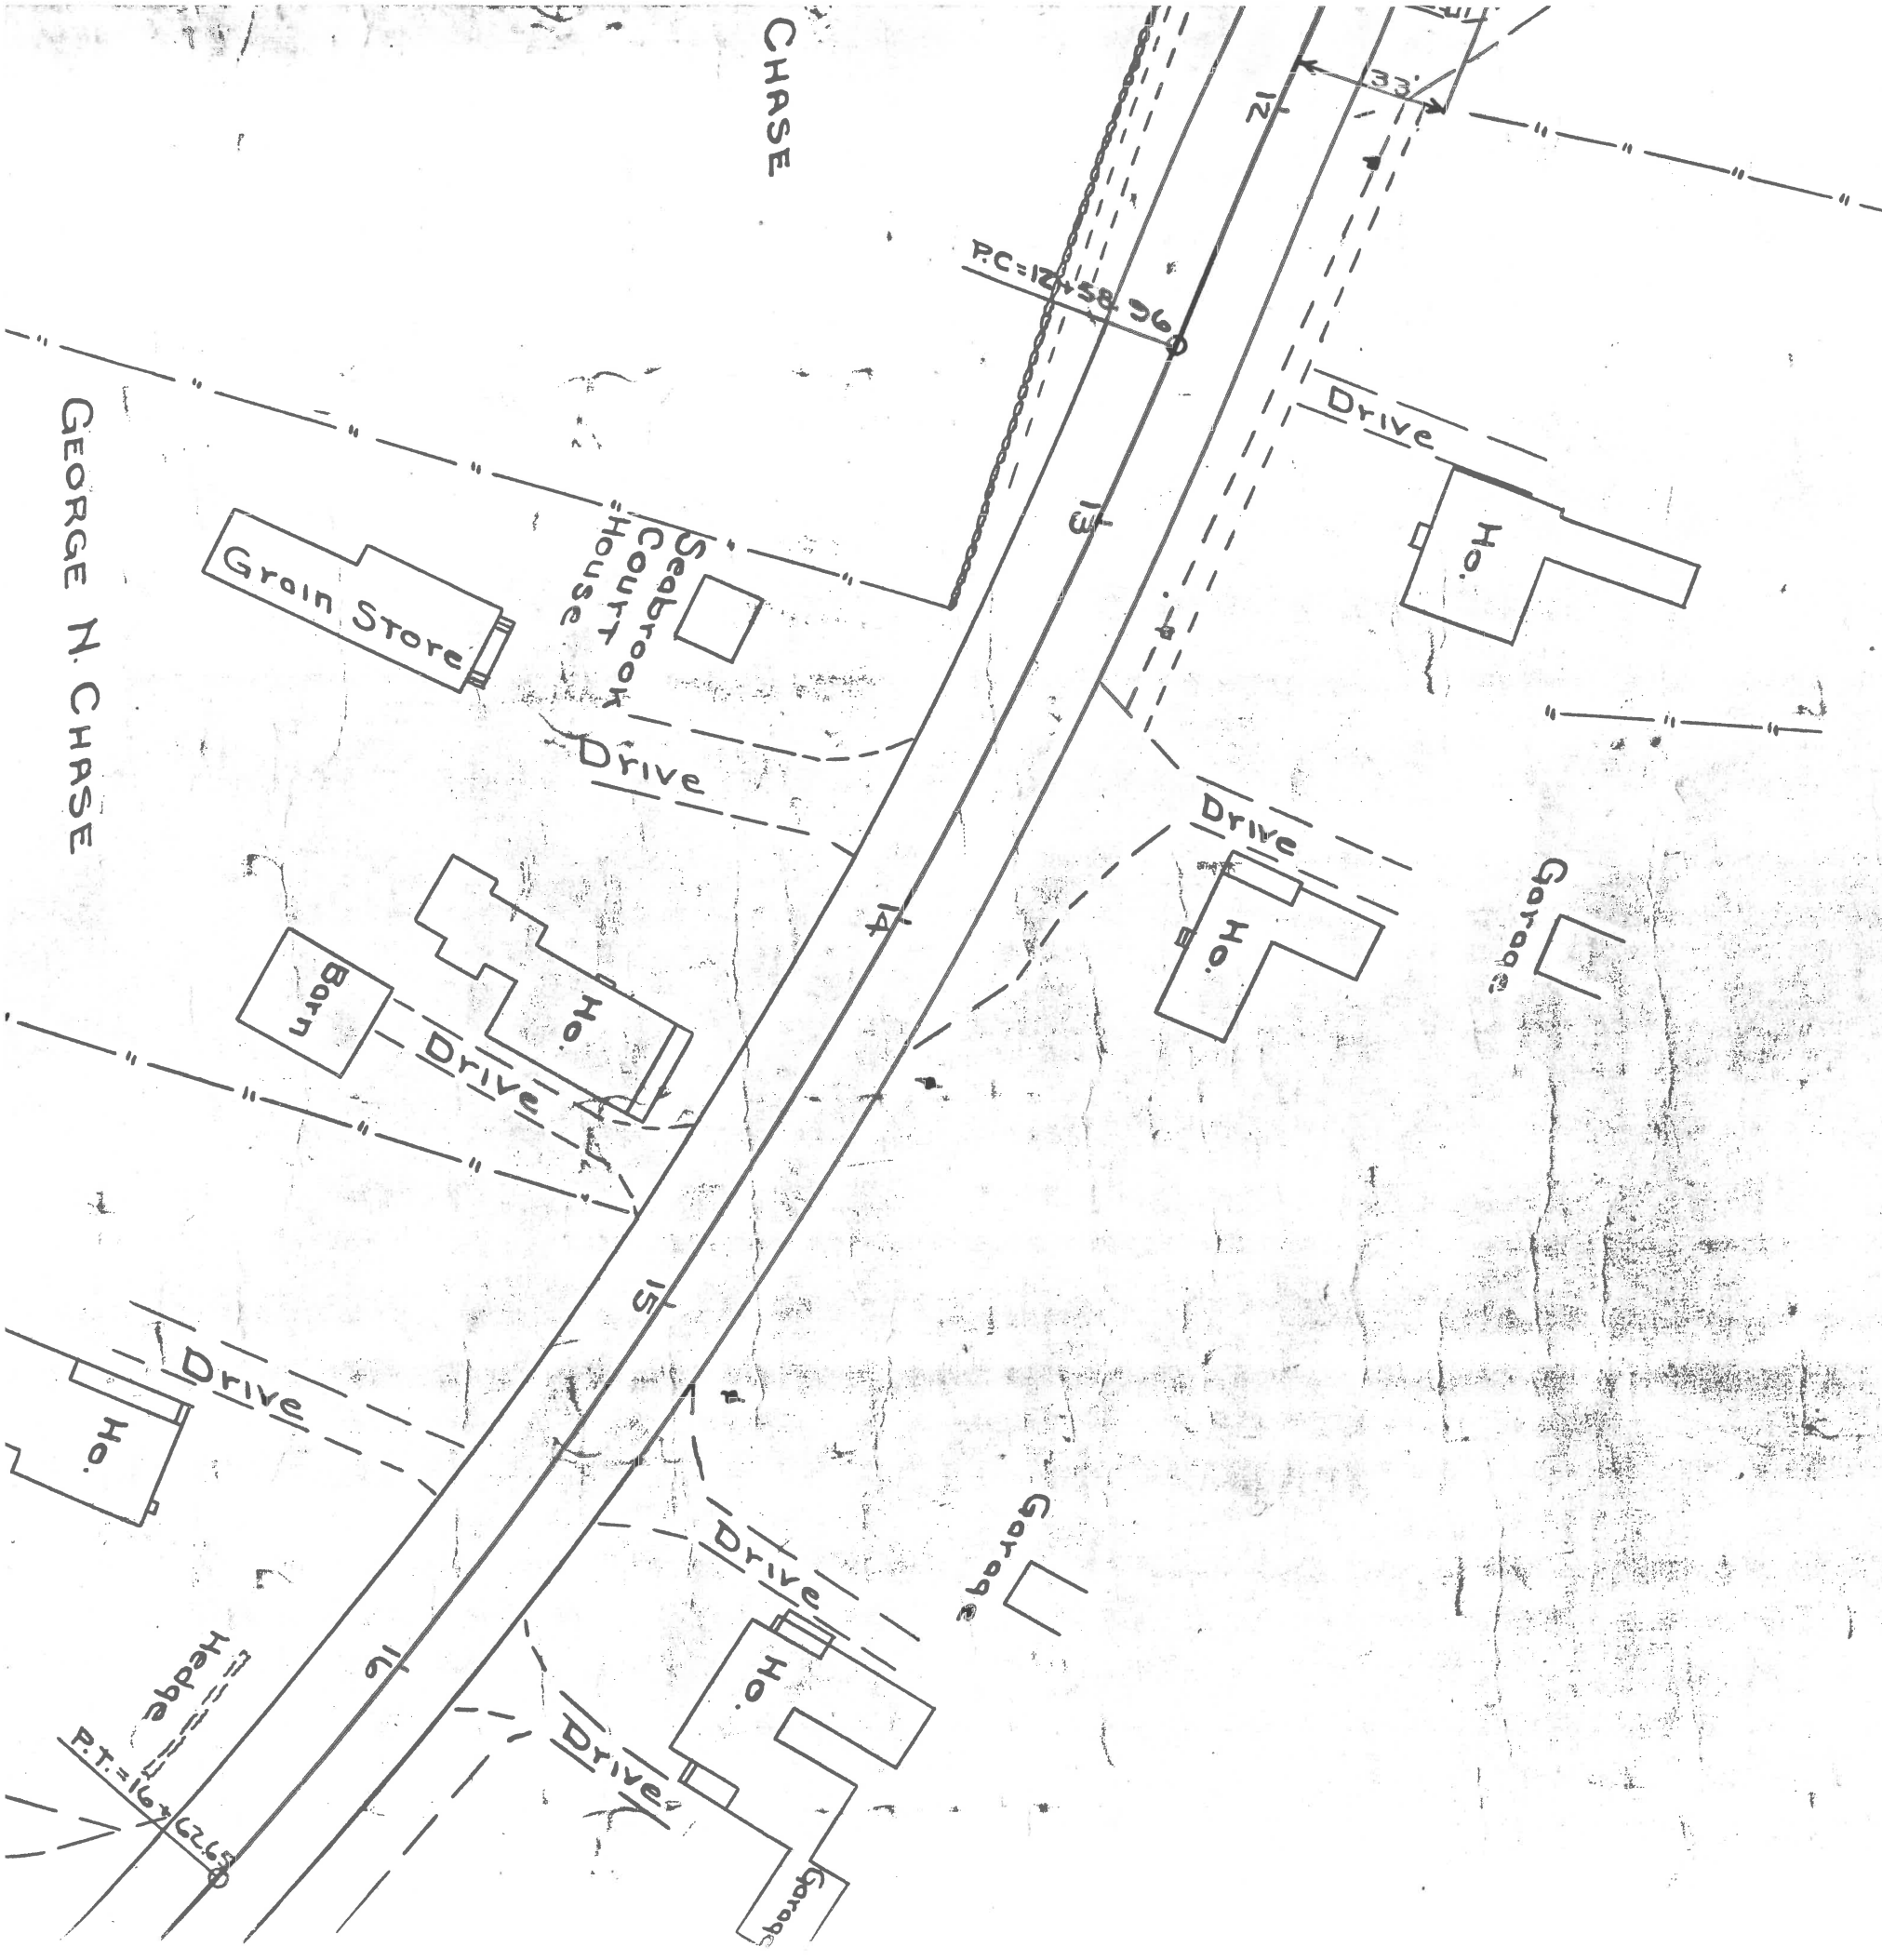 CHASE
33'
12
P.C.=12+58.96
Drive
Ho.
13
GEORGE N. CHASE
Grain Store
Seabrook
Court
House
Drive
Drive
Ho.
Garage
14
Barn
Ho.
Drive
15
Drive
Ho.
Garage
Drive
Ho.
16
Hedge
P.T.=16+62.65
Drive
Garage